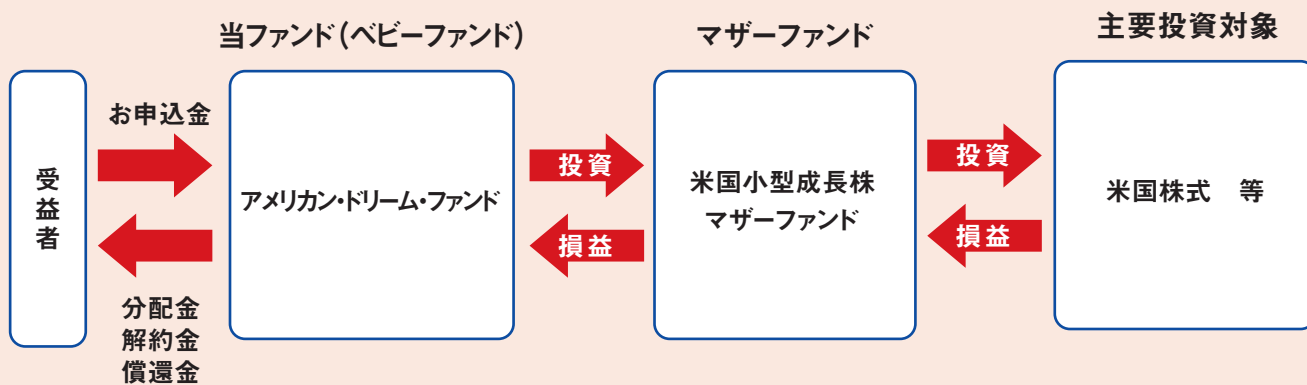 当ファンド(ベビーファンド)
マザーファンド
主要投資対象
受益者
お申込金
分配金
解約金
償還金
アメリカン・ドリーム・ファンド
投資
損益
米国小型成長株
マザーファンド
投資
損益
米国株式　等